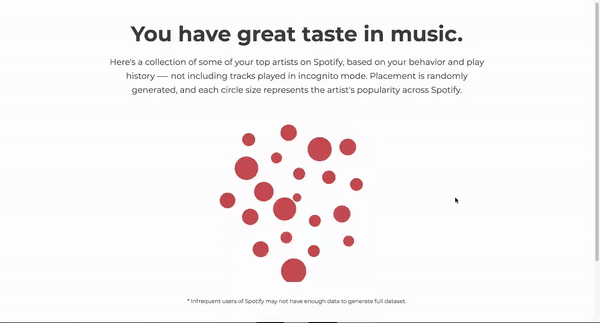 You have great taste in music.
Here's a collection of some of your top artists on Spotify, based on your behavior and play
history —- not including tracks played in incognito mode. Placement is randomly
generated, and each circle size represents the artist's popularity across Spotify.
* Infrequent users of Spotify may not have enough data to generate full dataset.